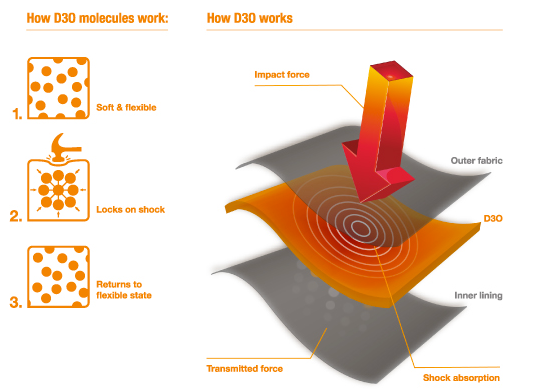 How D3O molecules work:
1.
Soft & flexible
2.
Locks on shock
3.
Returns to
flexible state
How D3O works
Impact force
Outer fabric
D3O
Inner lining
Transmitted force
Shock absorption